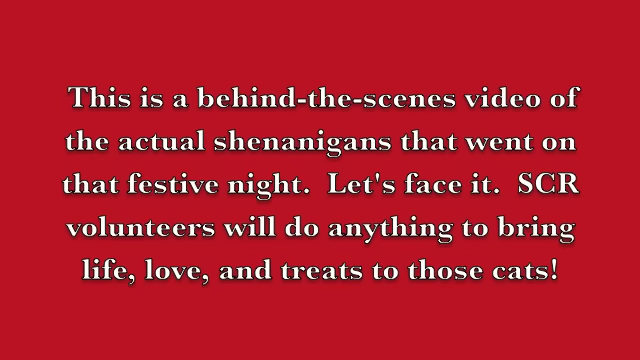 This is a behind-the-scenes video of
the actual shenanigans that went on
that festive night.  Let's face it.  SCR
volunteers will do anything to bring
life, love, and treats to those cats!